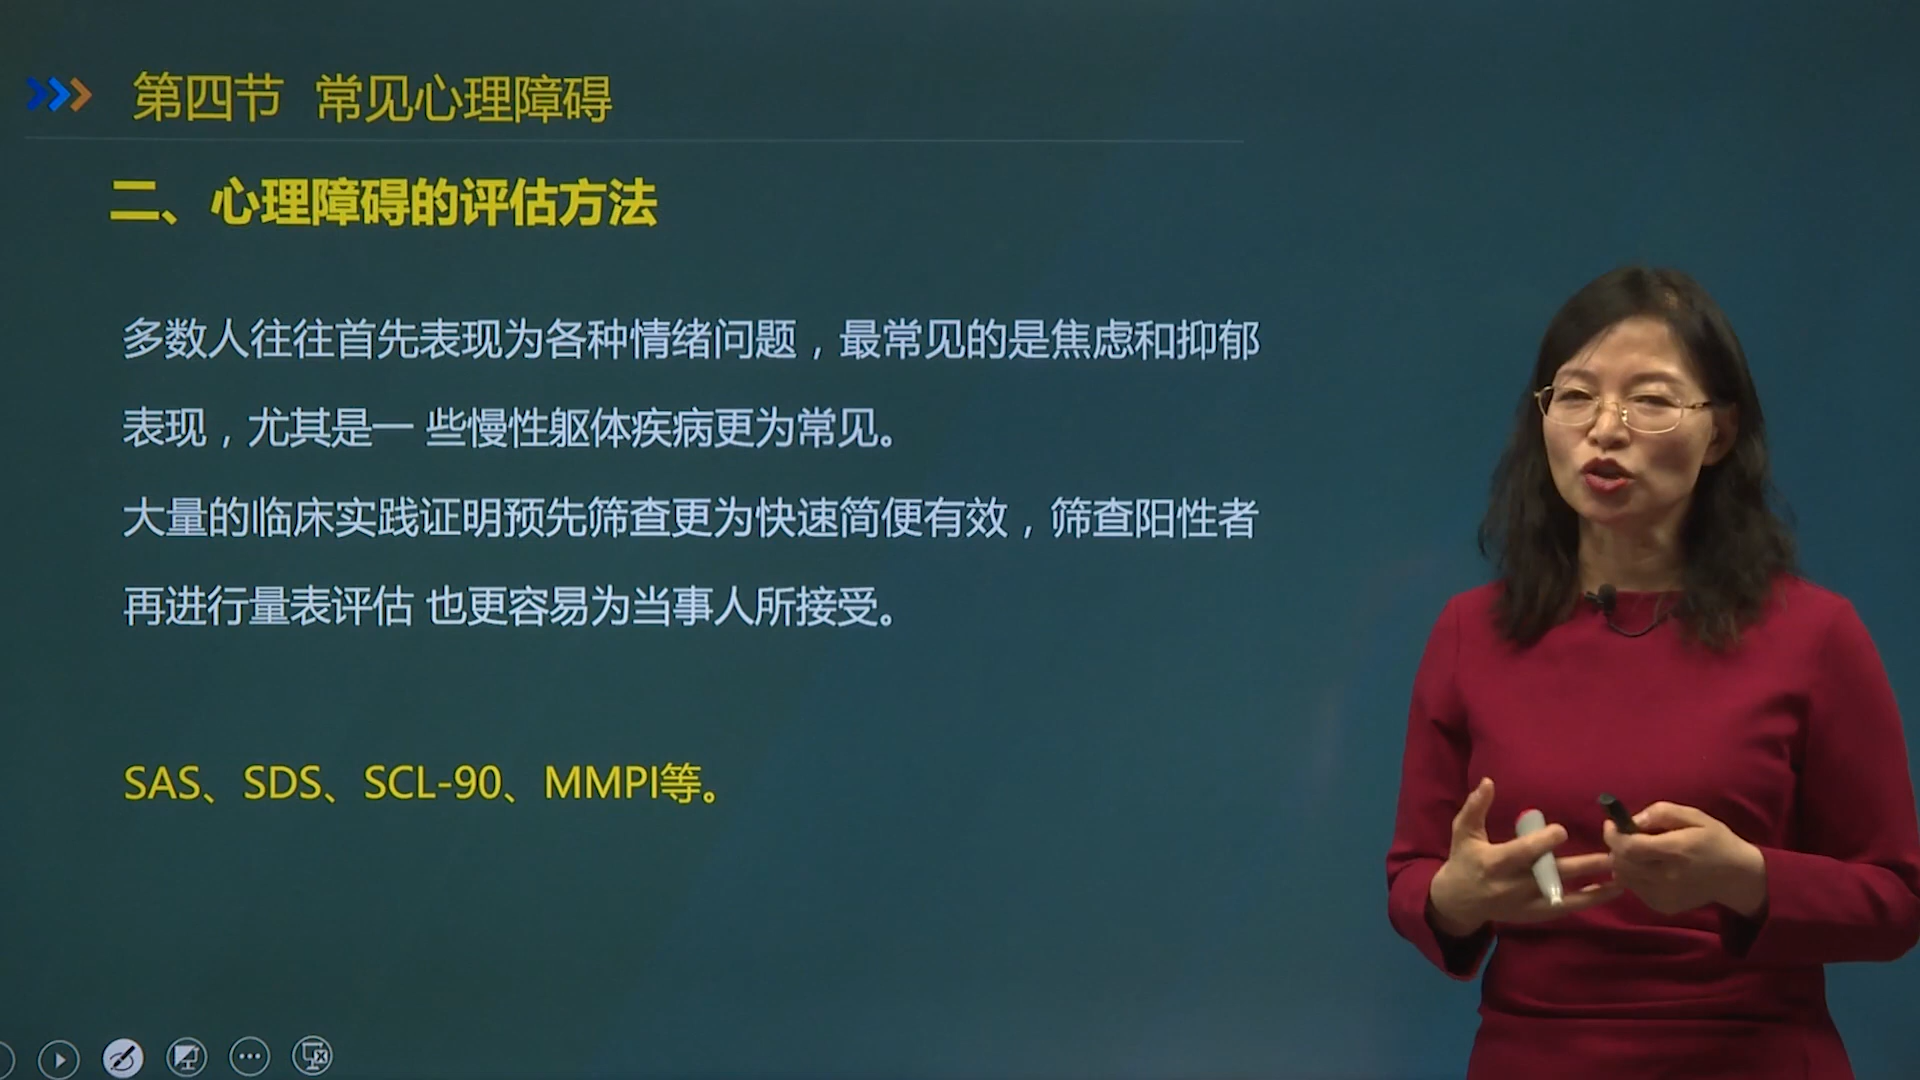 第四节 常见心理障碍
二、心理障碍的评估方法
多数人往往首先表现为各种情绪问题，最常见的是焦虑和抑郁
表现，尤其是一 些慢性躯体疾病更为常见。
大量的临床实践证明预先筛查更为快速简便有效，筛查阳性者
再进行量表评估 也更容易为当事人所接受。
SAS、SDS、SCL-90、MMPI等。